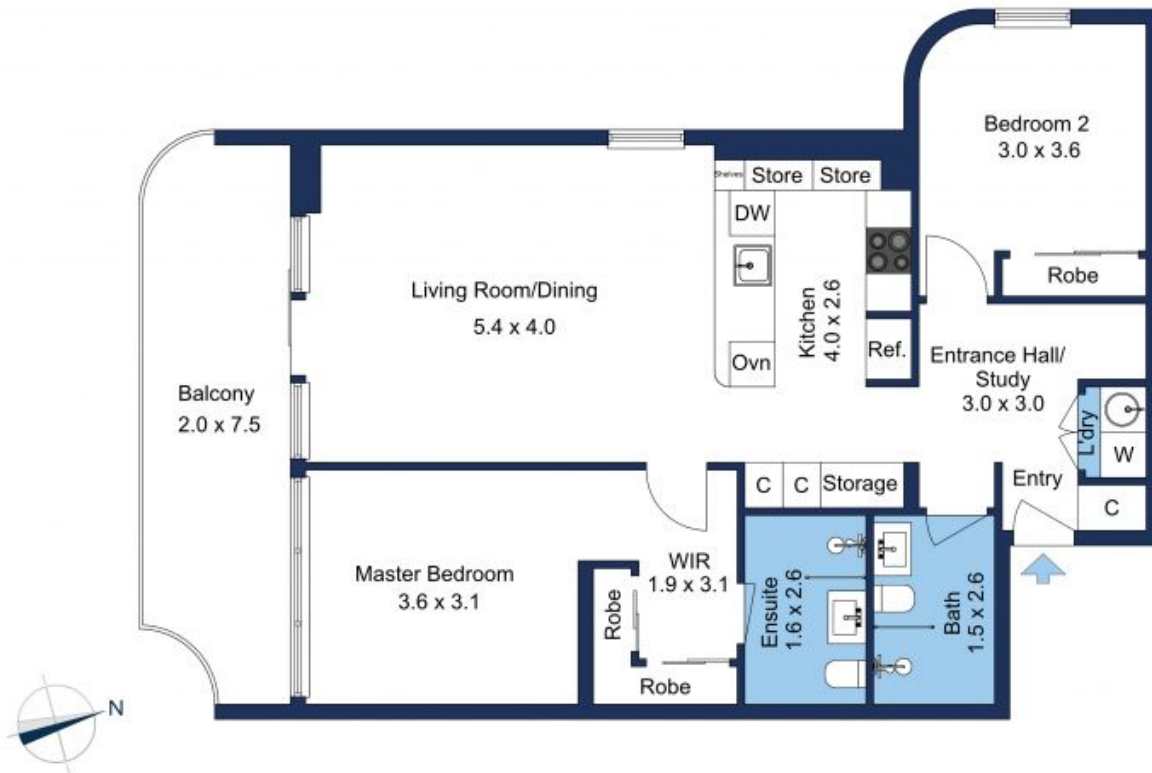 Bedroom 2
3.0 x 3.6
Robe
Shelves
Store
Store
DW
Living Room/Dining
5.4 x 4.0
Kitchen
4.0 x 2.6
Ovn
Ref.
Entrance Hall/
Study
3.0 x 3.0
Balcony
2.0 x 7.5
L'dry
W
C
Entry
C
C
Storage
Master Bedroom
3.6 x 3.1
WIR
1.9 x 3.1
Robe
Robe
Ensuite
1.6 x 2.6
Bath
1.5 x 2.6
N